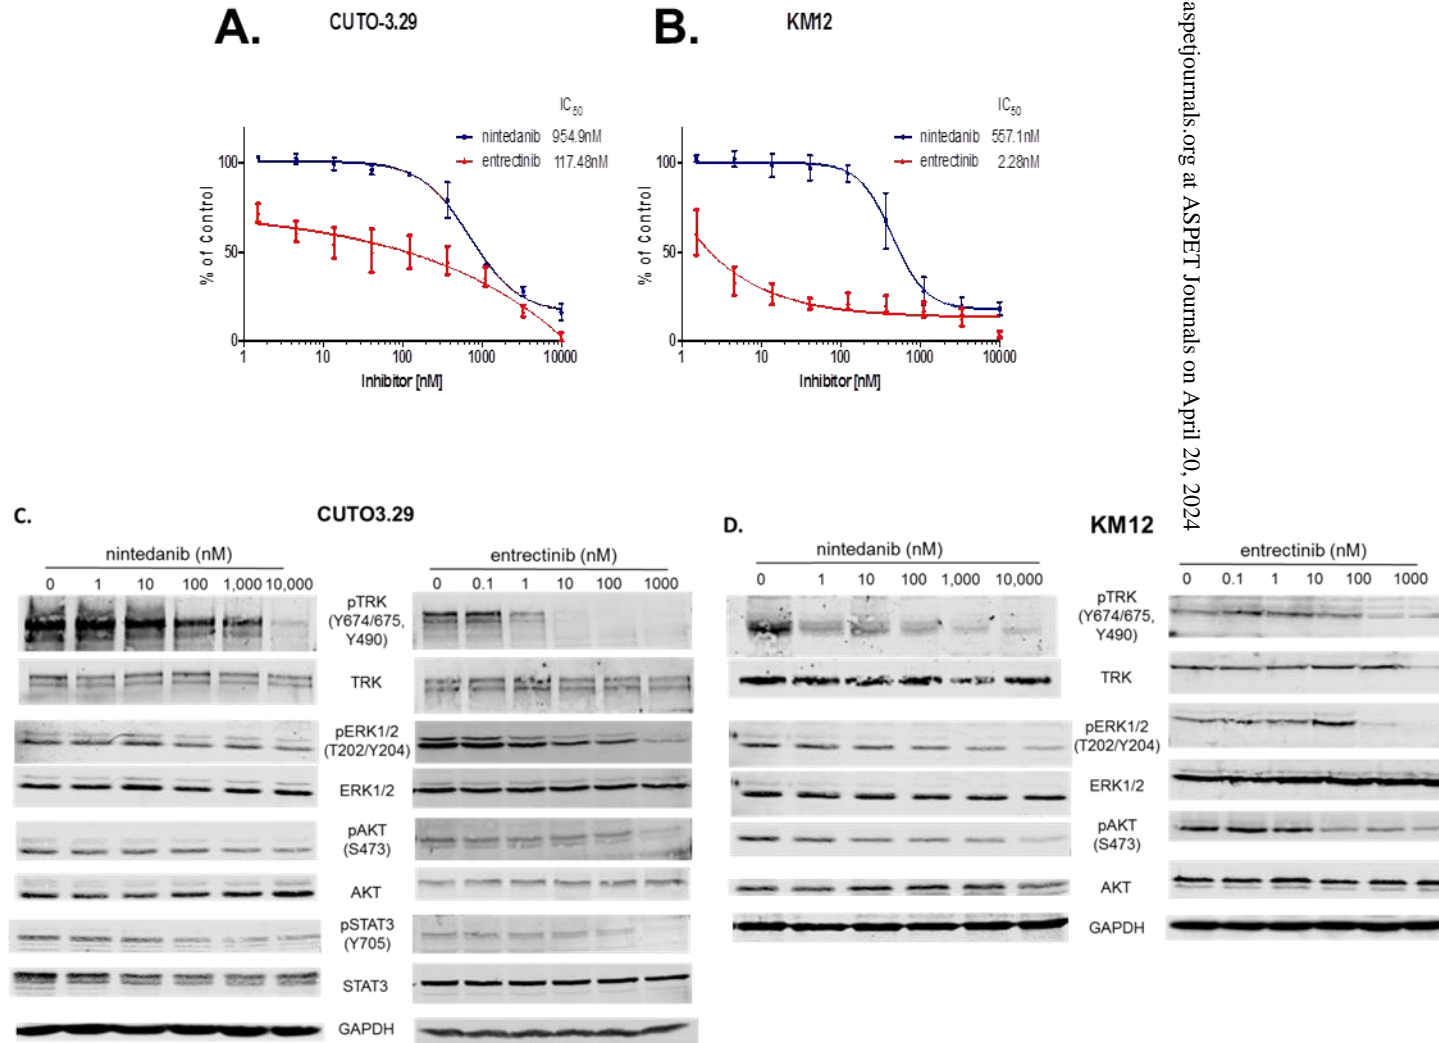 A.
CUTO-3.29
IC50
nintedanib 954.9nM
entrectinib 117.48nM
% of Control
100
50
0
1
10
100
1000
10000
Inhibitor [nM]
B.
KM12
IC50
nintedanib 557.1nM
entrectinib 2.28nM
% of Control
100
50
0
1
10
100
1000
10000
Inhibitor [nM]
aspetjournals.org at ASPET Journals on April 20, 2024
C.
CUTO3.29
nintedanib (nM)
0 1 10 100 1,000 10,000
entrectinib (nM)
0 0.1 1 10 100 1000
pTRK
(Y674/675,
Y490)
TRK
pERK1/2
(T202/Y204)
ERK1/2
pAKT
(S473)
AKT
pSTAT3
(Y705)
STAT3
GAPDH
D.
KM12
nintedanib (nM)
0 1 10 100 1,000 10,000
entrectinib (nM)
0 0.1 1 10 100 1000
pTRK
(Y674/675,
Y490)
TRK
pERK1/2
(T202/Y204)
ERK1/2
pAKT
(S473)
AKT
GAPDH